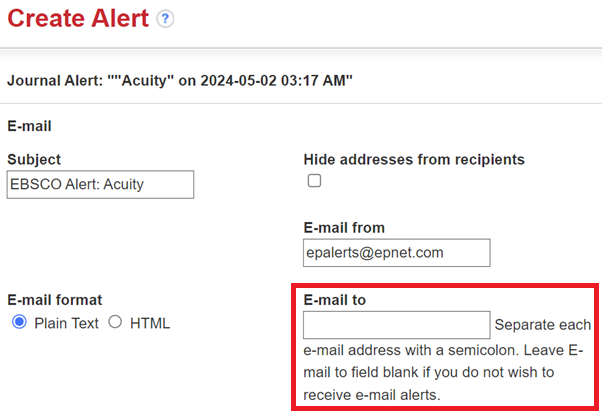 Create Alert ?
Journal Alert: ""Acuity" on 2024-05-02 03:17 AM"
E-mail
Subject
EBSCO Alert: Acuity
Hide addresses from recipients
E-mail from
epalerts@epnet.com
E-mail format
Plain Text HTML
E-mail to
Separate each
e-mail address with a semicolon. Leave E-
mail to field blank if you do not wish to
receive e-mail alerts.